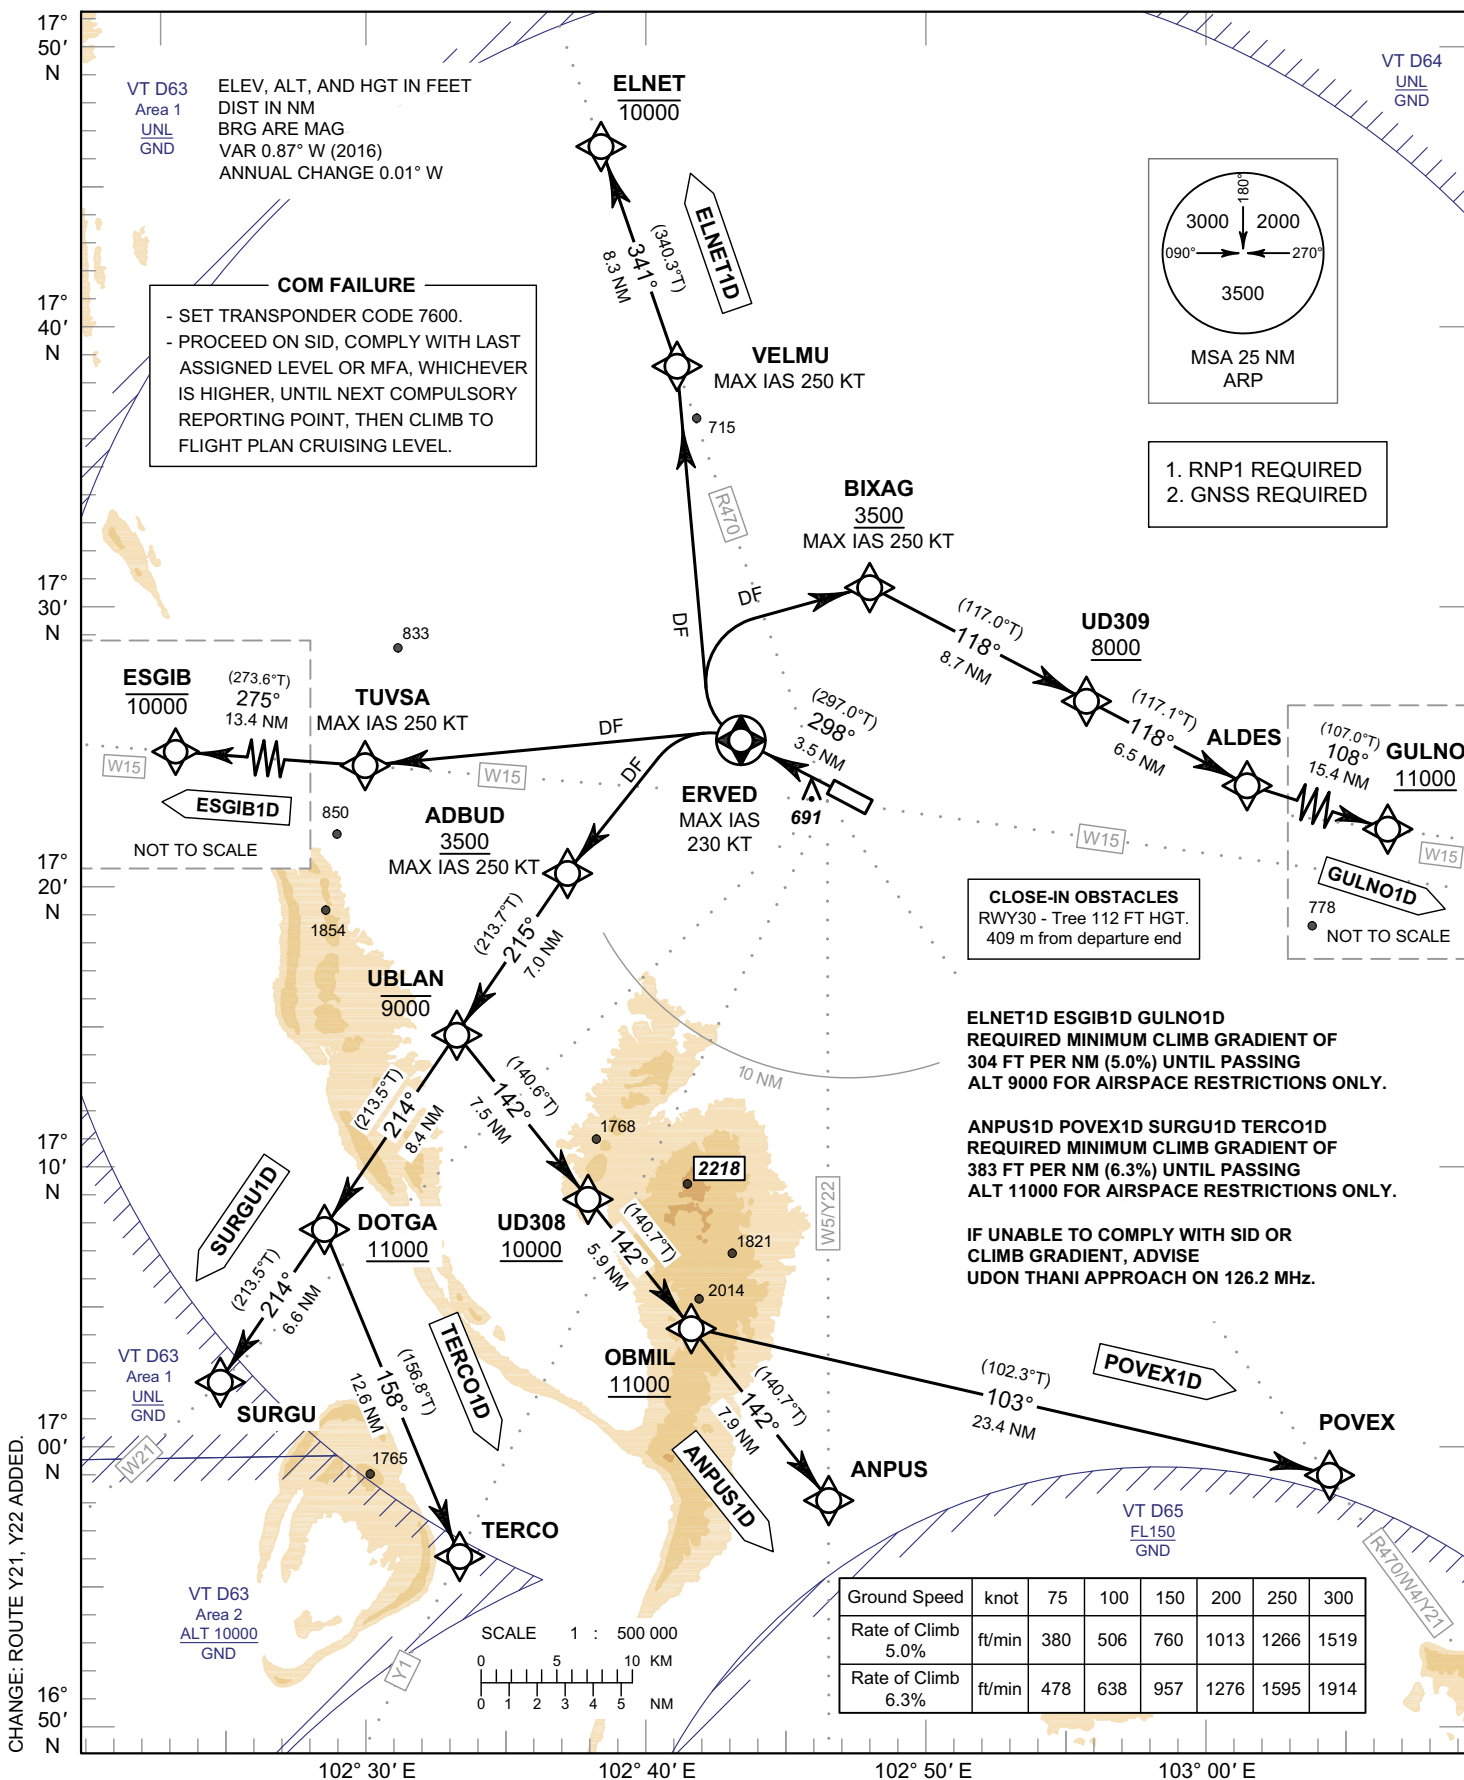 17°
50′
N
VT D63
Area 1
UNL
GND
ELEV, ALT, AND HGT IN FEET
DIST IN NM
BRG ARE MAG
VAR 0.87° W (2016)
ANNUAL CHANGE 0.01° W
ELNET
10000
VT D64
UNL
GND
180°
3000
2000
090°
270°
3500
MSA 25 NM
ARP
ELNET1D
(340.3°T)
341°
8.3 NM
COM FAILURE
- SET TRANSPONDER CODE 7600.
- PROCEED ON SID, COMPLY WITH LAST
ASSIGNED LEVEL OR MFA, WHICHEVER
IS HIGHER, UNTIL NEXT COMPULSORY
REPORTING POINT, THEN CLIMB TO
FLIGHT PLAN CRUISING LEVEL.
17°
40′
N
VELMU
MAX IAS 250 KT
715
R470
1. RNP1 REQUIRED
2. GNSS REQUIRED
BIXAG
3500
MAX IAS 250 KT
17°
30′
N
DF
DF
(117.0°T)
118°
8.7 NM
UD309
8000
833
ESGIB
10000
(273.6°T)
275°
13.4 NM
TUVSA
MAX IAS 250 KT
DF
DF
(297.0°T)
298°
3.5 NM
(117.1°T)
118°
6.5 NM
ALDES
(107.0°T)
108°
15.4 NM
GULNO
11000
W15
W15
ESGIB1D
850
NOT TO SCALE
ADBUD
3500
MAX IAS 250 KT
ERVED
MAX IAS
230 KT
691
W15
W15
GULNO1D
778
NOT TO SCALE
17°
20′
N
CLOSE-IN OBSTACLES
RWY30 - Tree 112 FT HGT.
409 m from departure end
1854
(213.7°T)
215°
7.0 NM
UBLAN
9000
10 NM
ELNET1D ESGIB1D GULNO1D
REQUIRED MINIMUM CLIMB GRADIENT OF
304 FT PER NM (5.0%) UNTIL PASSING
ALT 9000 FOR AIRSPACE RESTRICTIONS ONLY.
(213.5°T)
214°
8.4 NM
(140.6°T)
142°
7.5 NM
1768
2218
17°
10′
N
ANPUS1D POVEX1D SURGU1D TERCO1D
REQUIRED MINIMUM CLIMB GRADIENT OF
383 FT PER NM (6.3%) UNTIL PASSING
ALT 11000 FOR AIRSPACE RESTRICTIONS ONLY.
SURGU1D
DOTGA
11000
UD308
10000
(140.7°T)
142°
5.9 NM
1821
W5/Y22
IF UNABLE TO COMPLY WITH SID OR
CLIMB GRADIENT, ADVISE
UDON THANI APPROACH ON 126.2 MHz.
(213.5°T)
214°
6.6 NM
2014
TERCO1D
(156.8°T)
158°
12.6 NM
OBMIL
11000
VT D63
Area 1
UNL
GND
SURGU
(140.7°T)
142°
7.9 NM
(102.3°T)
103°
23.4 NM
POVEX1D
POVEX
17°
00′
N
W21
1765
ANPUS1D
ANPUS
TERCO
VT D65
FL150
GND
R470/W4/Y21
VT D63
Area 2
ALT 10000
GND
Y1
SCALE 1 : 500 000
0 5 10 KM
0 1 2 3 4 5 NM
Ground Speed knot 75 100 150 200 250 300
Rate of Climb
5.0% ft/min 380 506 760 1013 1266 1519
Rate of Climb
6.3% ft/min 478 638 957 1276 1595 1914
16°
50′
N
102° 30′ E
102° 40′ E
102° 50′ E
103° 00′ E
CHANGE: ROUTE Y21, Y22 ADDED.